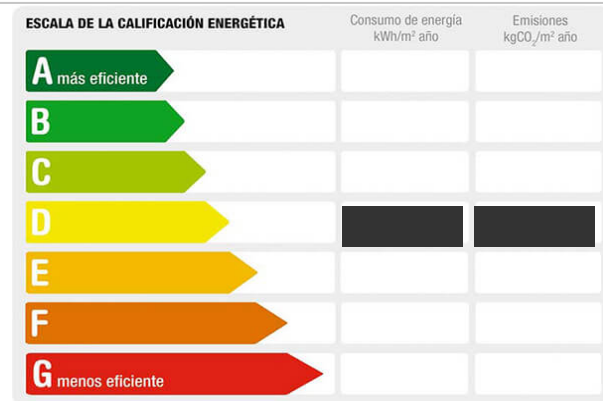 ESCALA DE LA CALIFICACIÓN ENERGÉTICA
Consumo de energía
kWh/m² año
Emisiones
kgCO₂/m² año
A más eficiente
B
C
D
E
F
G menos eficiente